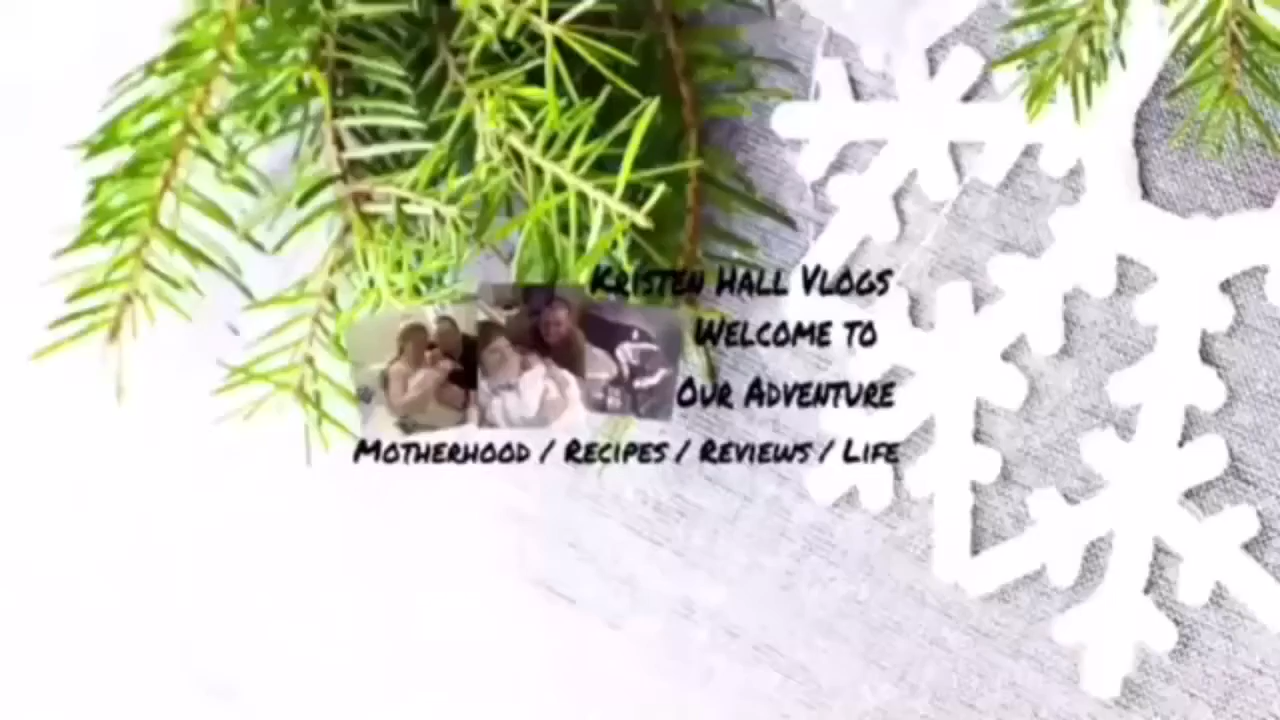 Kristen Hall Vlogs
Welcome to
Our Adventure
Motherhood / Recipes / Reviews / Life